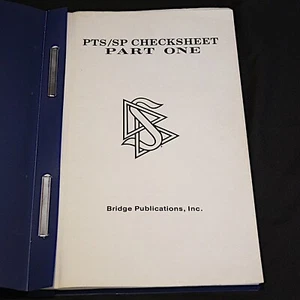 PTS/SP CHECKSHEET
PART ONE
Bridge Publications, Inc.